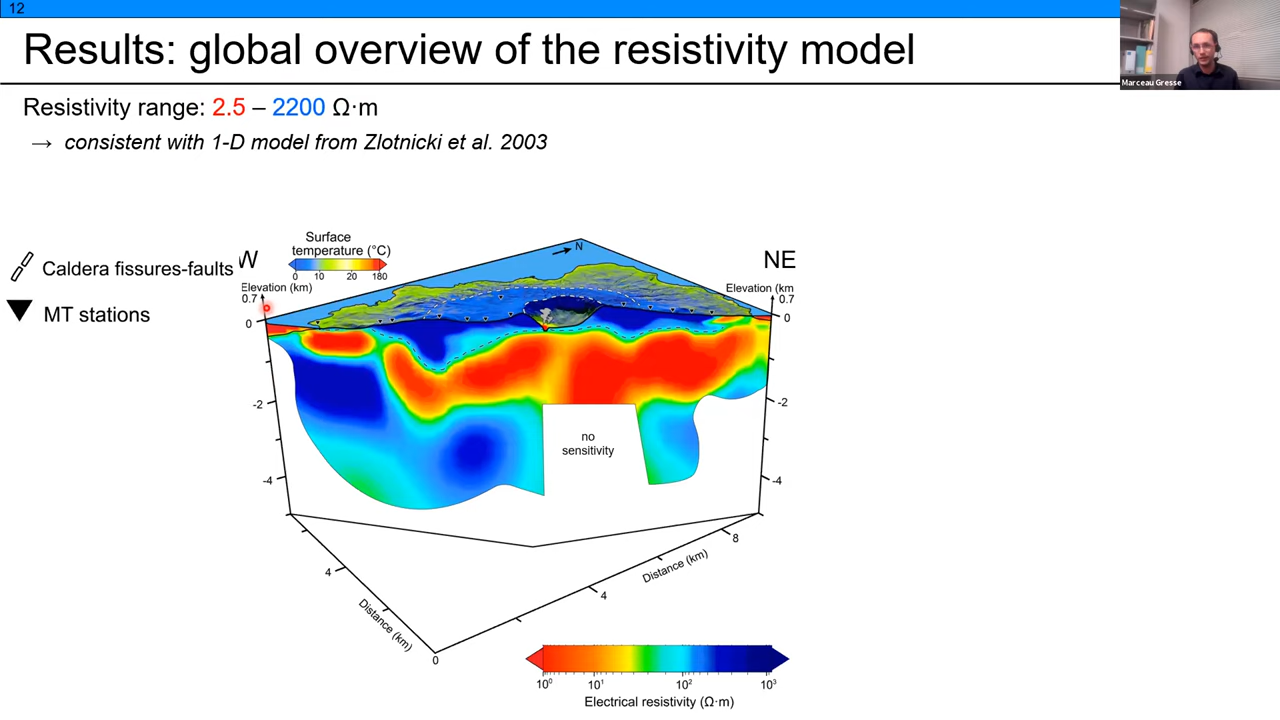 12
Results: global overview of the resistivity model
Marceau Gresse
Resistivity range: 2.5 – 2200 Ω·m
→ consistent with 1-D model from Zlotnicki et al. 2003
Caldera fissures-faults
MT stations
W
Surface
temperature (°C)
0 10 20 180
N
NE
Elevation (km)
0.7
0
-2
-4
Elevation (km
0.7
0
-2
-4
no
sensitivity
4
Distance (km)
0
4
Distance (km)
8
10⁰ 10¹ 10² 10³
Electrical resistivity (Ω·m)